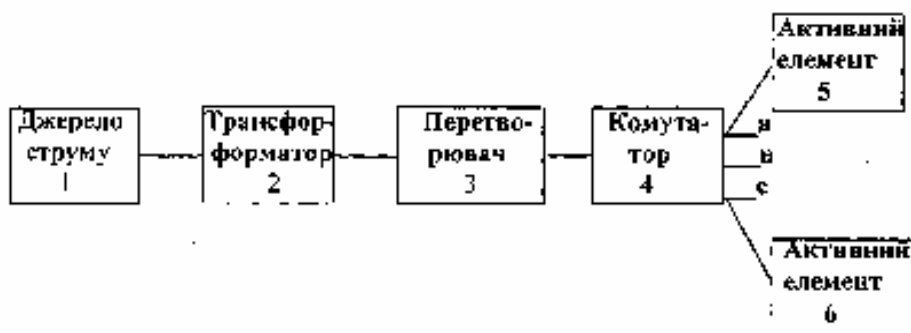 Активний
елемент
5
Джерело
струму
1
Трансфор-
форматор
2
Перетво-
рювач
3
Комута-
тор
4
а
в
с
Активний
елемент
6